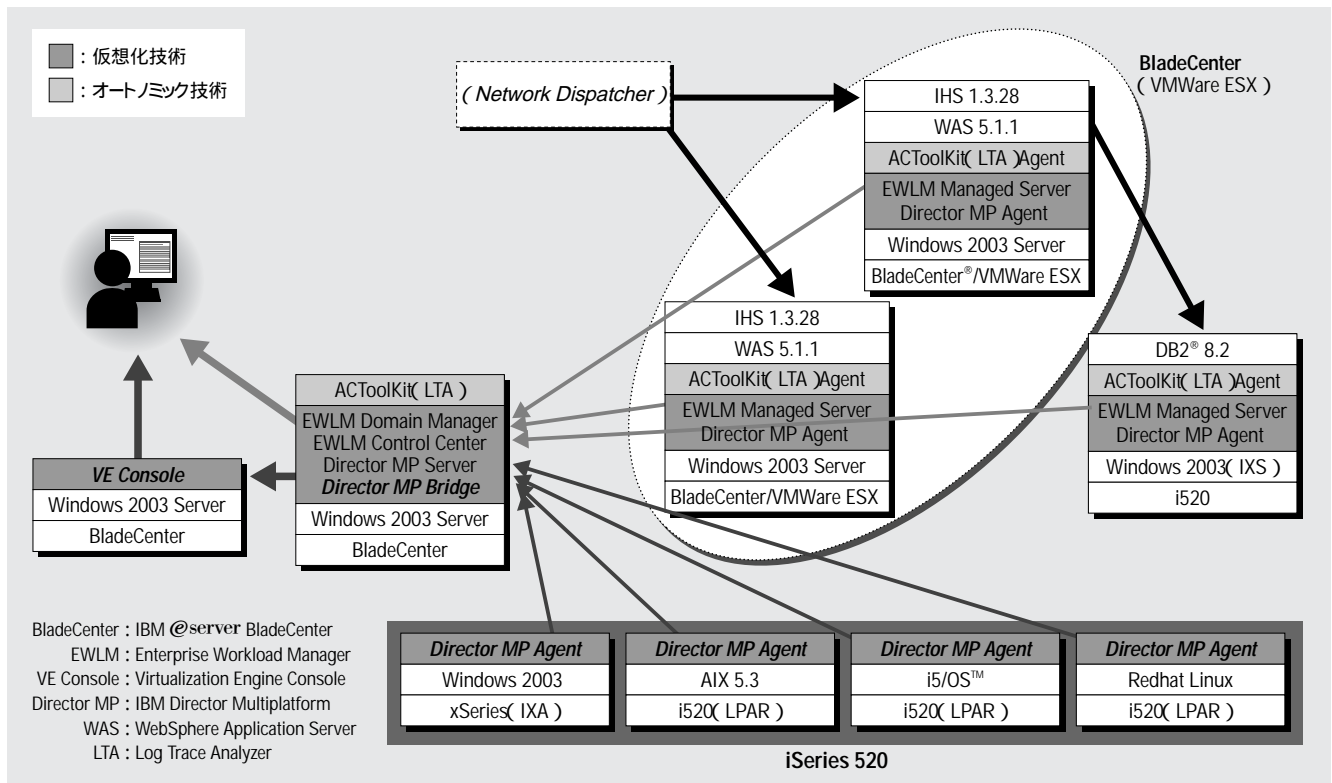 ：仮想化技術
：オートノミック技術
( Network Dispatcher )
BladeCenter
( VMWare ESX )
IHS 1.3.28
WAS 5.1.1
ACToolKit( LTA )Agent
EWLM Managed Server
Director MP Agent
Windows 2003 Server
BladeCenter®/VMWare ESX
IHS 1.3.28
WAS 5.1.1
ACToolKit( LTA )Agent
EWLM Managed Server
Director MP Agent
Windows 2003 Server
BladeCenter/VMWare ESX
DB2® 8.2
ACToolKit( LTA )Agent
EWLM Managed Server
Director MP Agent
Windows 2003( IXS )
i520
ACToolKit( LTA )
EWLM Domain Manager
EWLM Control Center
Director MP Server
Director MP Bridge
Windows 2003 Server
BladeCenter
VE Console
Windows 2003 Server
BladeCenter
BladeCenter : IBM @server BladeCenter
EWLM : Enterprise Workload Manager
VE Console : Virtualization Engine Console
Director MP : IBM Director Multiplatform
WAS : WebSphere Application Server
LTA : Log Trace Analyzer
Director MP Agent
Windows 2003
xSeries( IXA )
Director MP Agent
AIX 5.3
i520( LPAR )
Director MP Agent
i5/OS™
i520( LPAR )
Director MP Agent
Redhat Linux
i520( LPAR )
iSeries 520